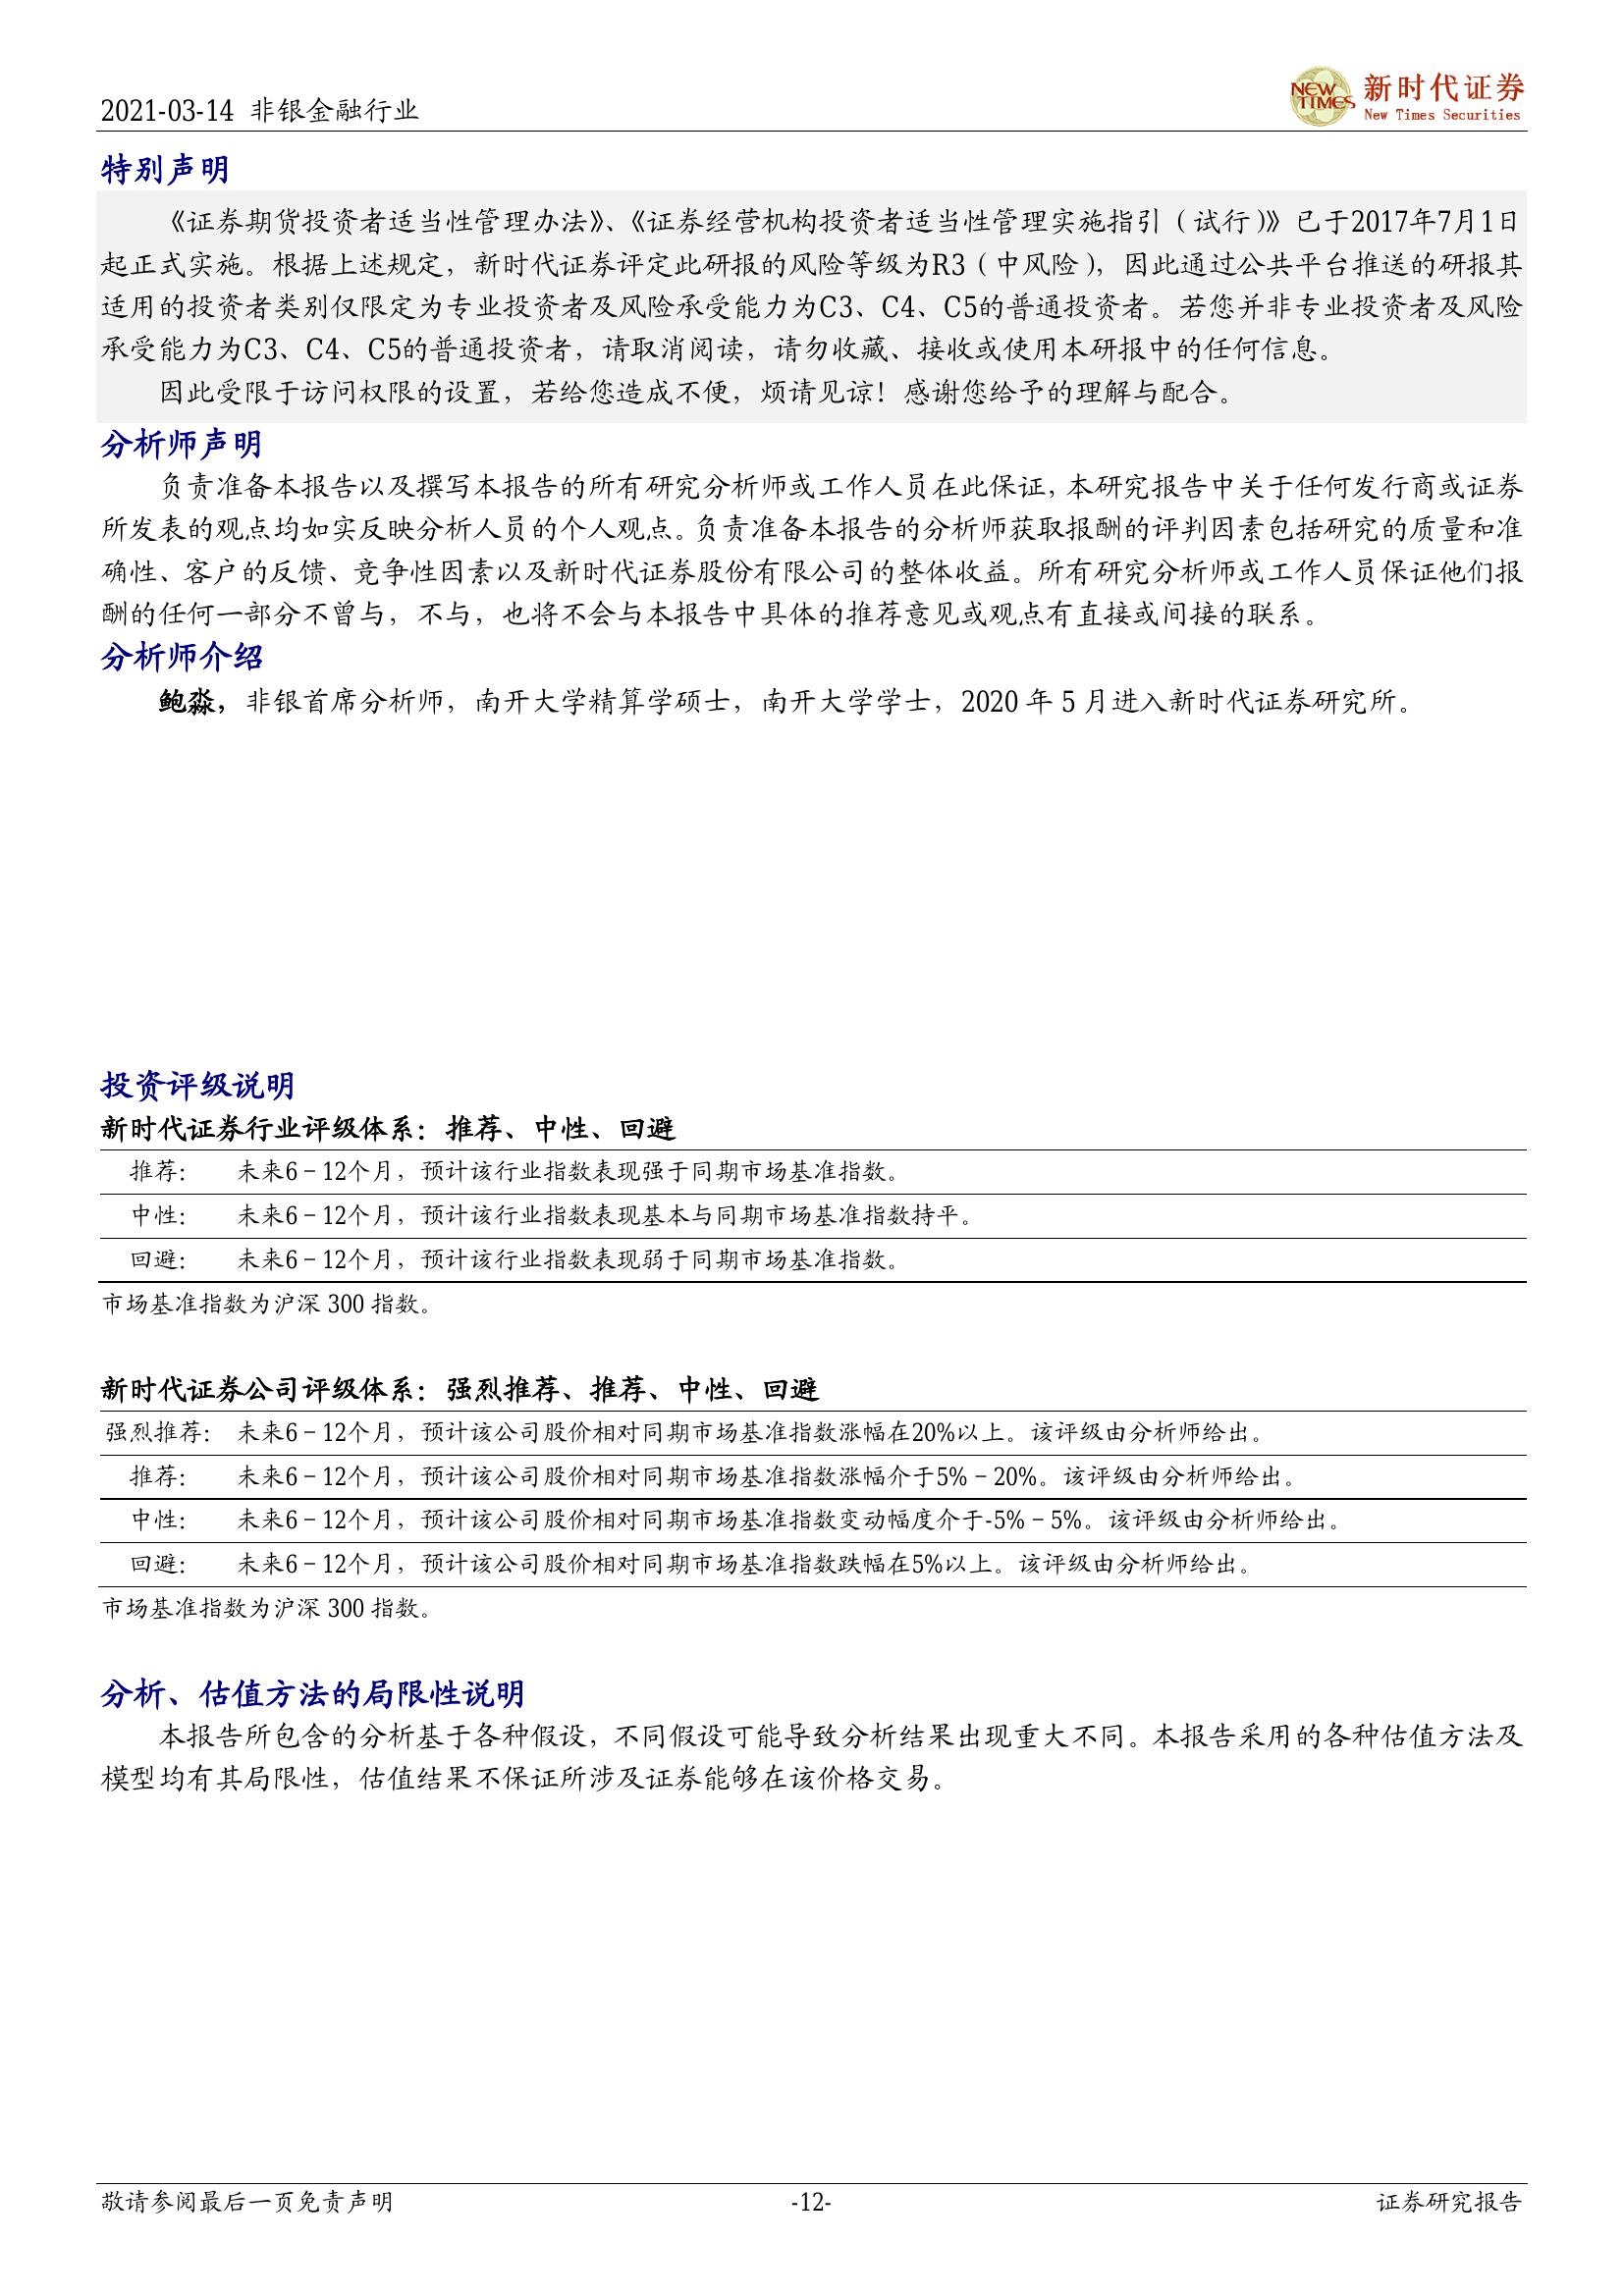 2021-03-14 非银金融行业
NEW TIMES
新时代证券
New Times Securities
特别声明
《证券期货投资者适当性管理办法》、《证券经营机构投资者适当性管理实施指引（试行）》已于2017年7月1日
起正式实施。根据上述规定，新时代证券评定此研报的风险等级为R3（中风险），因此通过公共平台推送的研报其
适用的投资者类别仅限定为专业投资者及风险承受能力为C3、C4、C5的普通投资者。若您并非专业投资者及风险
承受能力为C3、C4、C5的普通投资者，请取消阅读，请勿收藏、接收或使用本研报中的任何信息。
因此受限于访问权限的设置，若给您造成不便，烦请见谅！感谢您给予的理解与配合。
分析师声明
负责准备本报告以及撰写本报告的所有研究分析师或工作人员在此保证，本研究报告中关于任何发行商或证券
所发表的观点均如实反映分析人员的个人观点。负责准备本报告的分析师获取报酬的评判因素包括研究的质量和准
确性、客户的反馈、竞争性因素以及新时代证券股份有限公司的整体收益。所有研究分析师或工作人员保证他们报
酬的任何一部分不曾与，不与，也将不会与本报告中具体的推荐意见或观点有直接或间接的联系。
分析师介绍
鲍淼，非银首席分析师，南开大学精算学硕士，南开大学学士，2020 年 5 月进入新时代证券研究所。
投资评级说明
新时代证券行业评级体系：推荐、中性、回避
推荐： 未来6－12个月，预计该行业指数表现强于同期市场基准指数。
中性： 未来6－12个月，预计该行业指数表现基本与同期市场基准指数持平。
回避： 未来6－12个月，预计该行业指数表现弱于同期市场基准指数。
市场基准指数为沪深 300 指数。
新时代证券公司评级体系：强烈推荐、推荐、中性、回避
强烈推荐： 未来6－12个月，预计该公司股价相对同期市场基准指数涨幅在20%以上。该评级由分析师给出。
推荐： 未来6－12个月，预计该公司股价相对同期市场基准指数涨幅介于5%－20%。该评级由分析师给出。
中性： 未来6－12个月，预计该公司股价相对同期市场基准指数变动幅度介于-5%－5%。该评级由分析师给出。
回避： 未来6－12个月，预计该公司股价相对同期市场基准指数跌幅在5%以上。该评级由分析师给出。
市场基准指数为沪深 300 指数。
分析、估值方法的局限性说明
本报告所包含的分析基于各种假设，不同假设可能导致分析结果出现重大不同。本报告采用的各种估值方法及
模型均有其局限性，估值结果不保证所涉及证券能够在该价格交易。
敬请参阅最后一页免责声明 -12- 证券研究报告